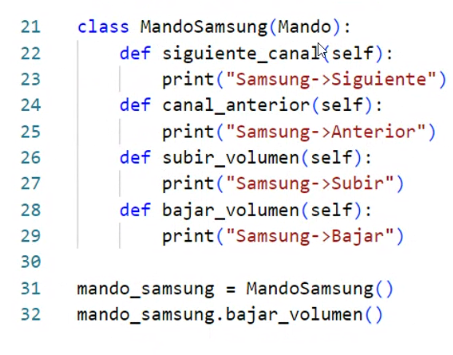 21 class MandoSamsung(Mando):
22     def siguiente_canal(self):
23         print("Samsung->Siguiente")
24     def canal_anterior(self):
25         print("Samsung->Anterior")
26     def subir_volumen(self):
27         print("Samsung->Subir")
28     def bajar_volumen(self):
29         print("Samsung->Bajar")
30
31 mando_samsung = MandoSamsung()
32 mando_samsung.bajar_volumen()